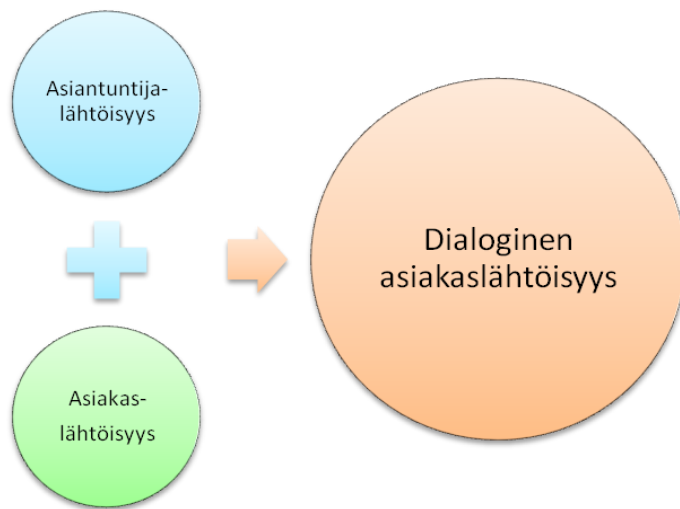 Asiantuntija-
lähtöisyys
Asiakas-
lähtöisyys
Dialoginen
asiakaslähtöisyys